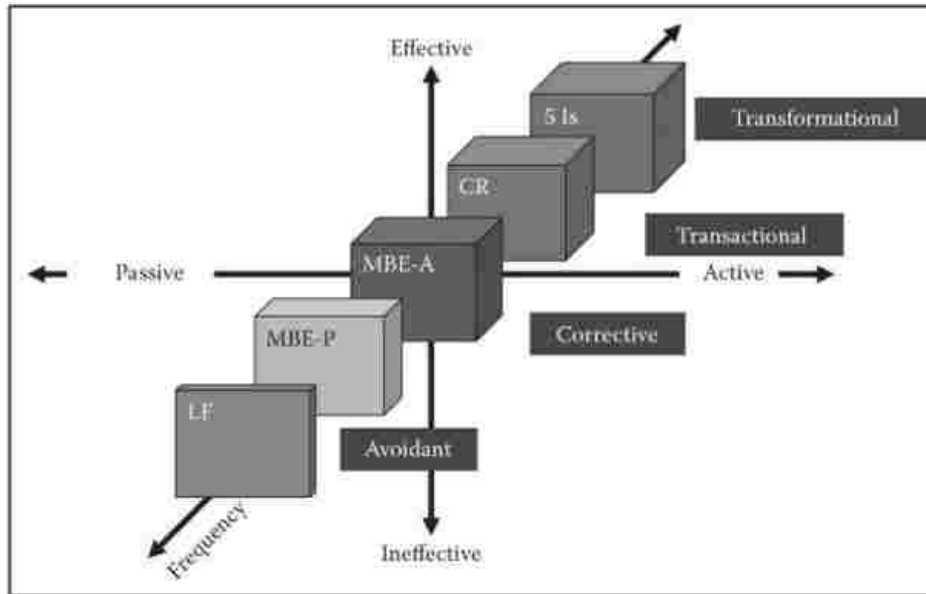 Effective
5 Is
Transformational
CR
Transactional
Passive
MBE-A
Active
MBE-P
Corrective
LF
Avoidant
Frequency
Ineffective